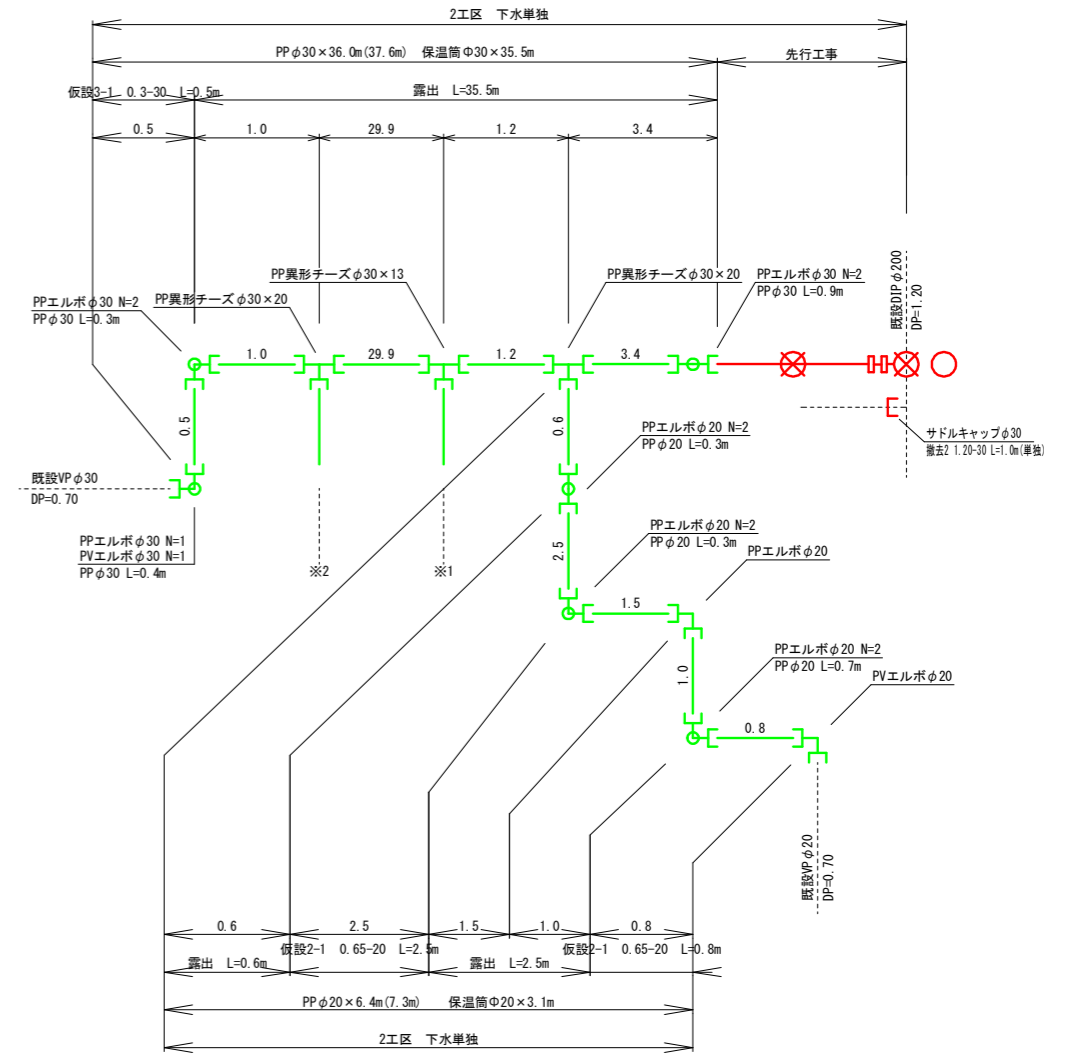 2工区 下水単独
PPφ30×36.0m(37.6m) 保温筒Φ30×35.5m
先行工事
仮設3-1 0.3-30 L=0.5m
露出 L=35.5m
0.5
1.0
29.9
1.2
3.4
PP異形チーズφ30×13
PP異形チーズφ30×20
PPエルボφ30 N=2
PPφ30 L=0.9m
既設DIPφ200
DP=1.20
PPエルボφ30 N=2
PPφ30 L=0.3m
PP異形チーズφ30×20
1.0
29.9
1.2
3.4
0.5
0.6
サドルキャップφ30
撤去2 1.20-30 L=1.0m(単独)
PPエルボφ20 N=2
PPφ20 L=0.3m
既設VPφ30
DP=0.70
PPエルボφ30 N=1
PVエルボφ30 N=1
PPφ30 L=0.4m
※2
※1
2.5
PPエルボφ20 N=2
PPφ20 L=0.3m
PPエルボφ20
1.5
1.0
PPエルボφ20 N=2
PPφ20 L=0.7m
PVエルボφ20
0.8
既設VPφ20
DP=0.70
0.6
2.5
1.5
1.0
0.8
仮設2-1 0.65-20 L=2.5m
仮設2-1 0.65-20 L=0.8m
露出 L=0.6m
露出 L=2.5m
PPφ20×6.4m(7.3m) 保温筒Φ20×3.1m
2工区 下水単独